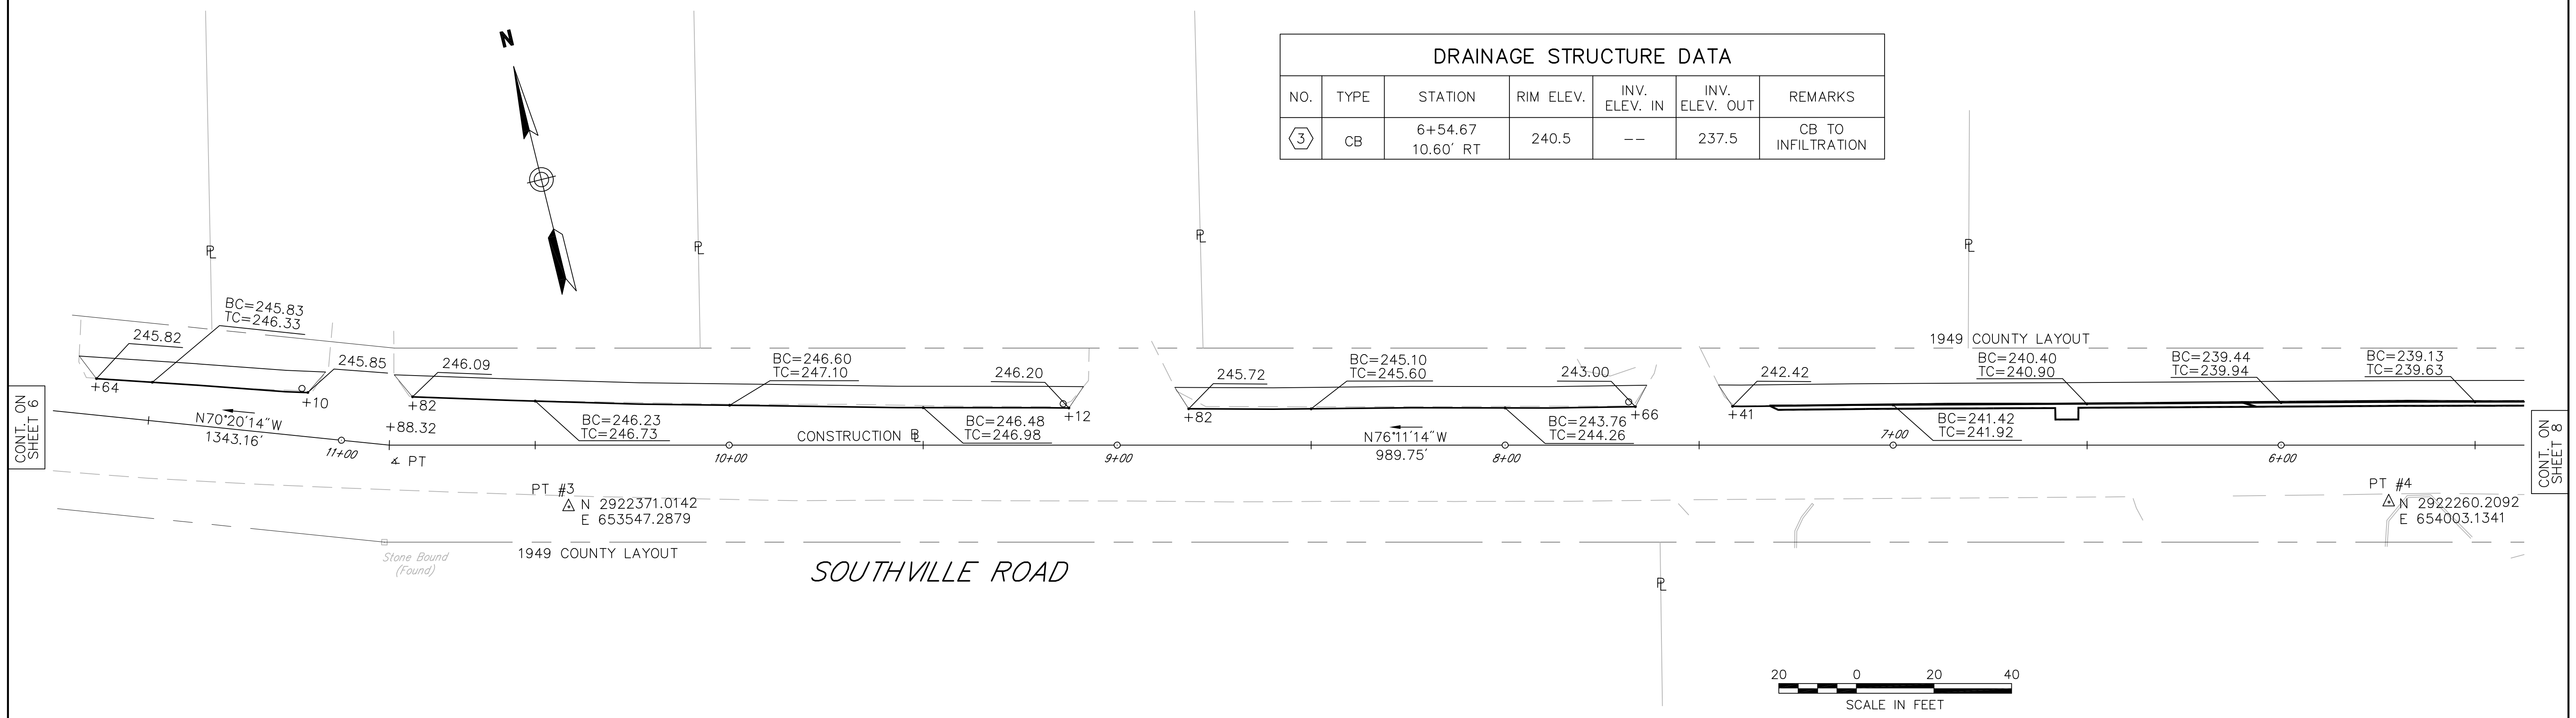 N
DRAINAGE STRUCTURE DATA
NO. TYPE STATION RIM ELEV. INV. ELEV. IN INV. ELEV. OUT REMARKS
3 CB 6+54.67 10.60' RT 240.5 -- 237.5 CB TO INFILTRATION
PL
PL
PL
PL
BC=245.83
TC=246.33
245.82
245.85
246.09
BC=246.60
TC=247.10
246.20
245.72
BC=245.10
TC=245.60
243.00
1949 COUNTY LAYOUT
242.42
BC=240.40
TC=240.90
BC=239.44
TC=239.94
BC=239.13
TC=239.63
+64
+10
+82
+12
+82
+66
+41
CONT. ON
SHEET 6
N70°20'14"W
1343.16'
+88.32
BC=246.23
TC=246.73
CONSTRUCTION BL
BC=246.48
TC=246.98
N76°11'14"W
989.75'
BC=243.76
TC=244.26
BC=241.42
TC=241.92
CONT. ON
SHEET 8
11+00
∡ PT
10+00
9+00
8+00
7+00
6+00
PT #3
N 2922371.0142
E 653547.2879
PT #4
N 2922260.2092
E 654003.1341
Stone Bound
(Found)
1949 COUNTY LAYOUT
SOUTHVILLE ROAD
PL
20 0 20 40
SCALE IN FEET